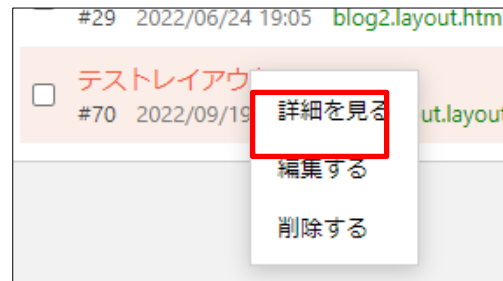 #29 2022/06/24 19:05 blog2.layout.htm
テストレイアウ
#70 2022/09/19 ut.layout
詳細を見る
編集する
削除する